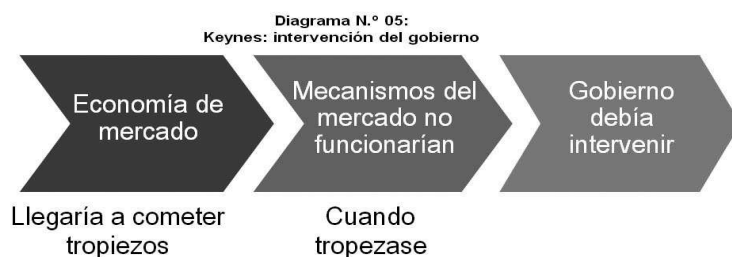 Diagrama N.º 05:
Keynes: intervención del gobierno
Economía de
mercado
Mecanismos del
mercado no
funcionarían
Gobierno
debía
intervenir
Llegaría a cometer
tropiezos
Cuando
tropezase